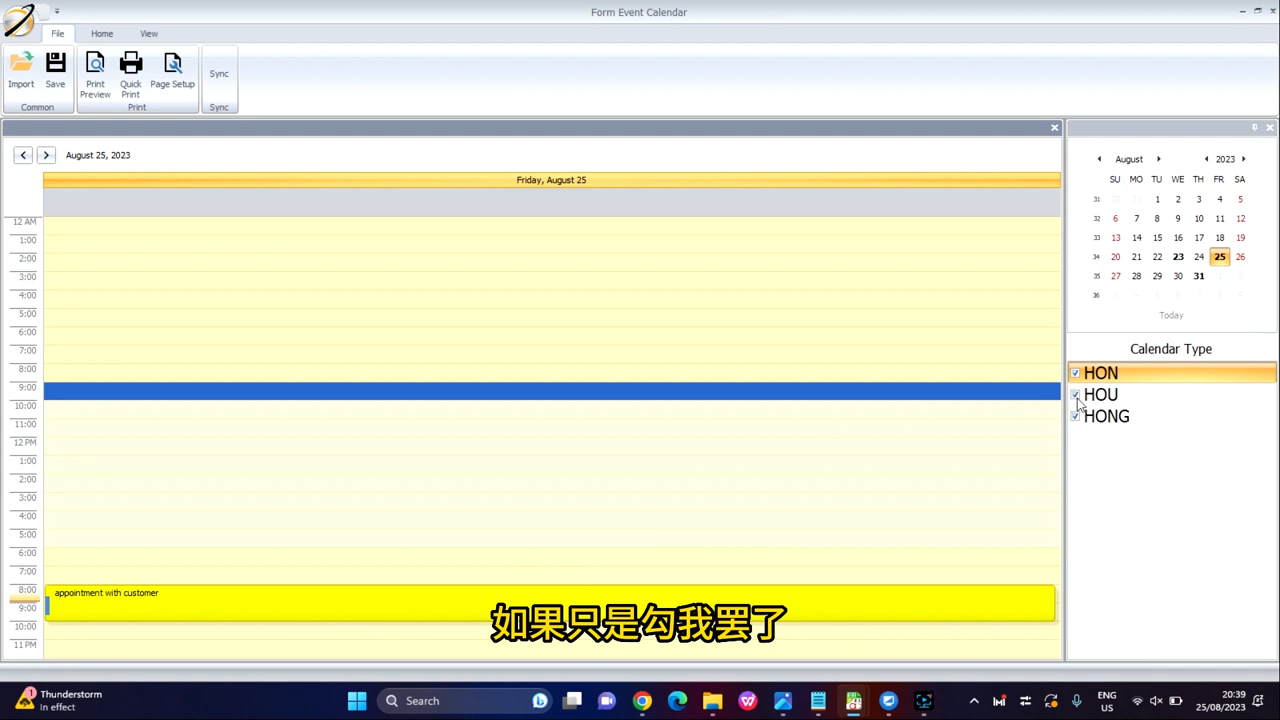 Form Event Calendar
File Home View
Import Save Print Preview Quick Print Page Setup Sync
Common Print Sync
August 25, 2023
Friday, August 25
12 AM
1:00
2:00
3:00
4:00
5:00
6:00
7:00
8:00
9:00
10:00
11:00
12 PM
1:00
2:00
3:00
4:00
5:00
6:00
7:00
8:00
9:00
10:00
11 PM
appointment with customer
August 2023
SU MO TU WE TH FR SA
31 1 2 3 4 5
32 6 7 8 9 10 11 12
33 13 14 15 16 17 18 19
34 20 21 22 23 24 25 26
35 27 28 29 30 31
36
Today
Calendar Type
HON
HOU
HONG
如果只是勾我罢了
1
Thunderstorm
In effect
Search
ENG
US
20:39
25/08/2023